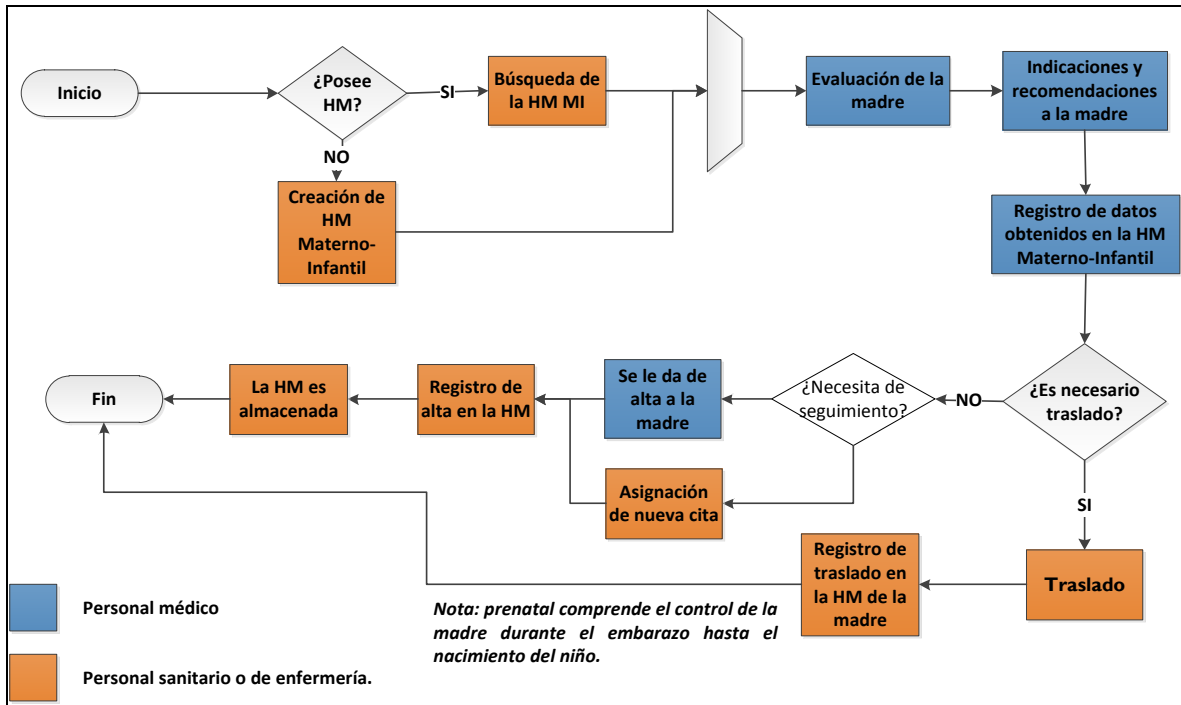 Inicio
¿Posee
HM?
SI
Búsqueda de
la HM MI
NO
Creación de
HM
Materno-
Infantil
Evaluación de la
madre
Indicaciones y
recomendaciones
a la madre
Registro de datos
obtenidos en la HM
Materno-Infantil
¿Es necesario
traslado?
NO
¿Necesita de
seguimiento?
Se le da de
alta a la
madre
Registro de
alta en la HM
La HM es
almacenada
Fin
Asignación
de nueva cita
SI
Traslado
Registro de
traslado en
la HM de la
madre
Personal médico
Personal sanitario o de enfermería.
Nota: prenatal comprende el control de la
madre durante el embarazo hasta el
nacimiento del niño.